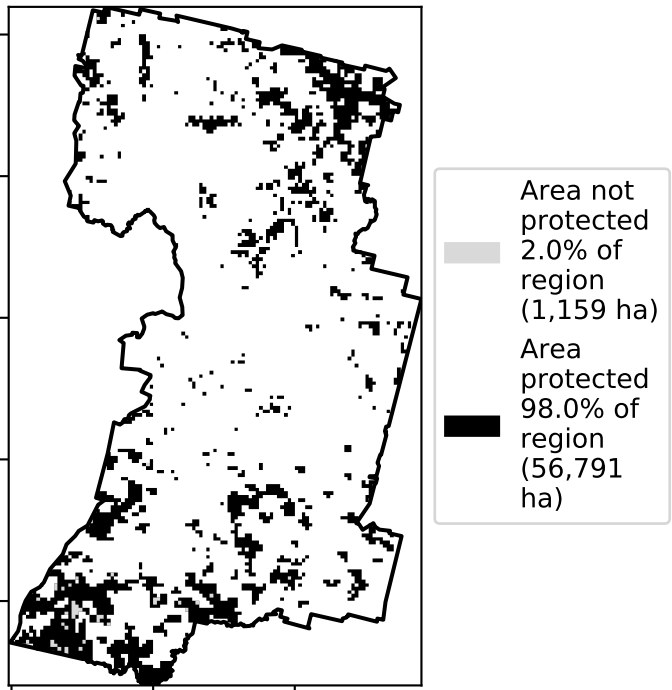 Area not
protected
2.0% of
region
(1,159 ha)
Area
protected
98.0% of
region
(56,791
ha)